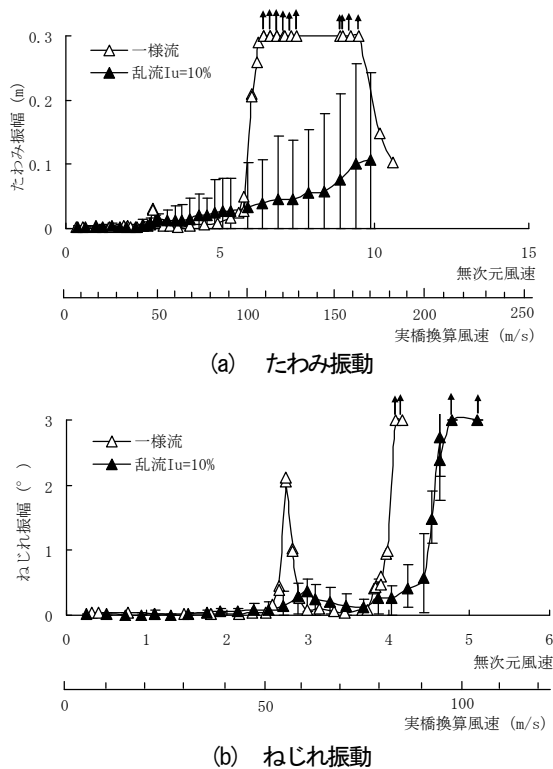 0.3
0.2
0.1
0
たわみ振幅 (m)
一様流
乱流Iu=10%
0 5 10 15
無次元風速
0 50 100 150 200 250
実橋換算風速 (m/s)
(a) たわみ振動
3
2
1
0
ねじれ振幅 (°)
一様流
乱流Iu=10%
0 1 2 3 4 5 6
無次元風速
0 50 100
実橋換算風速 (m/s)
(b) ねじれ振動